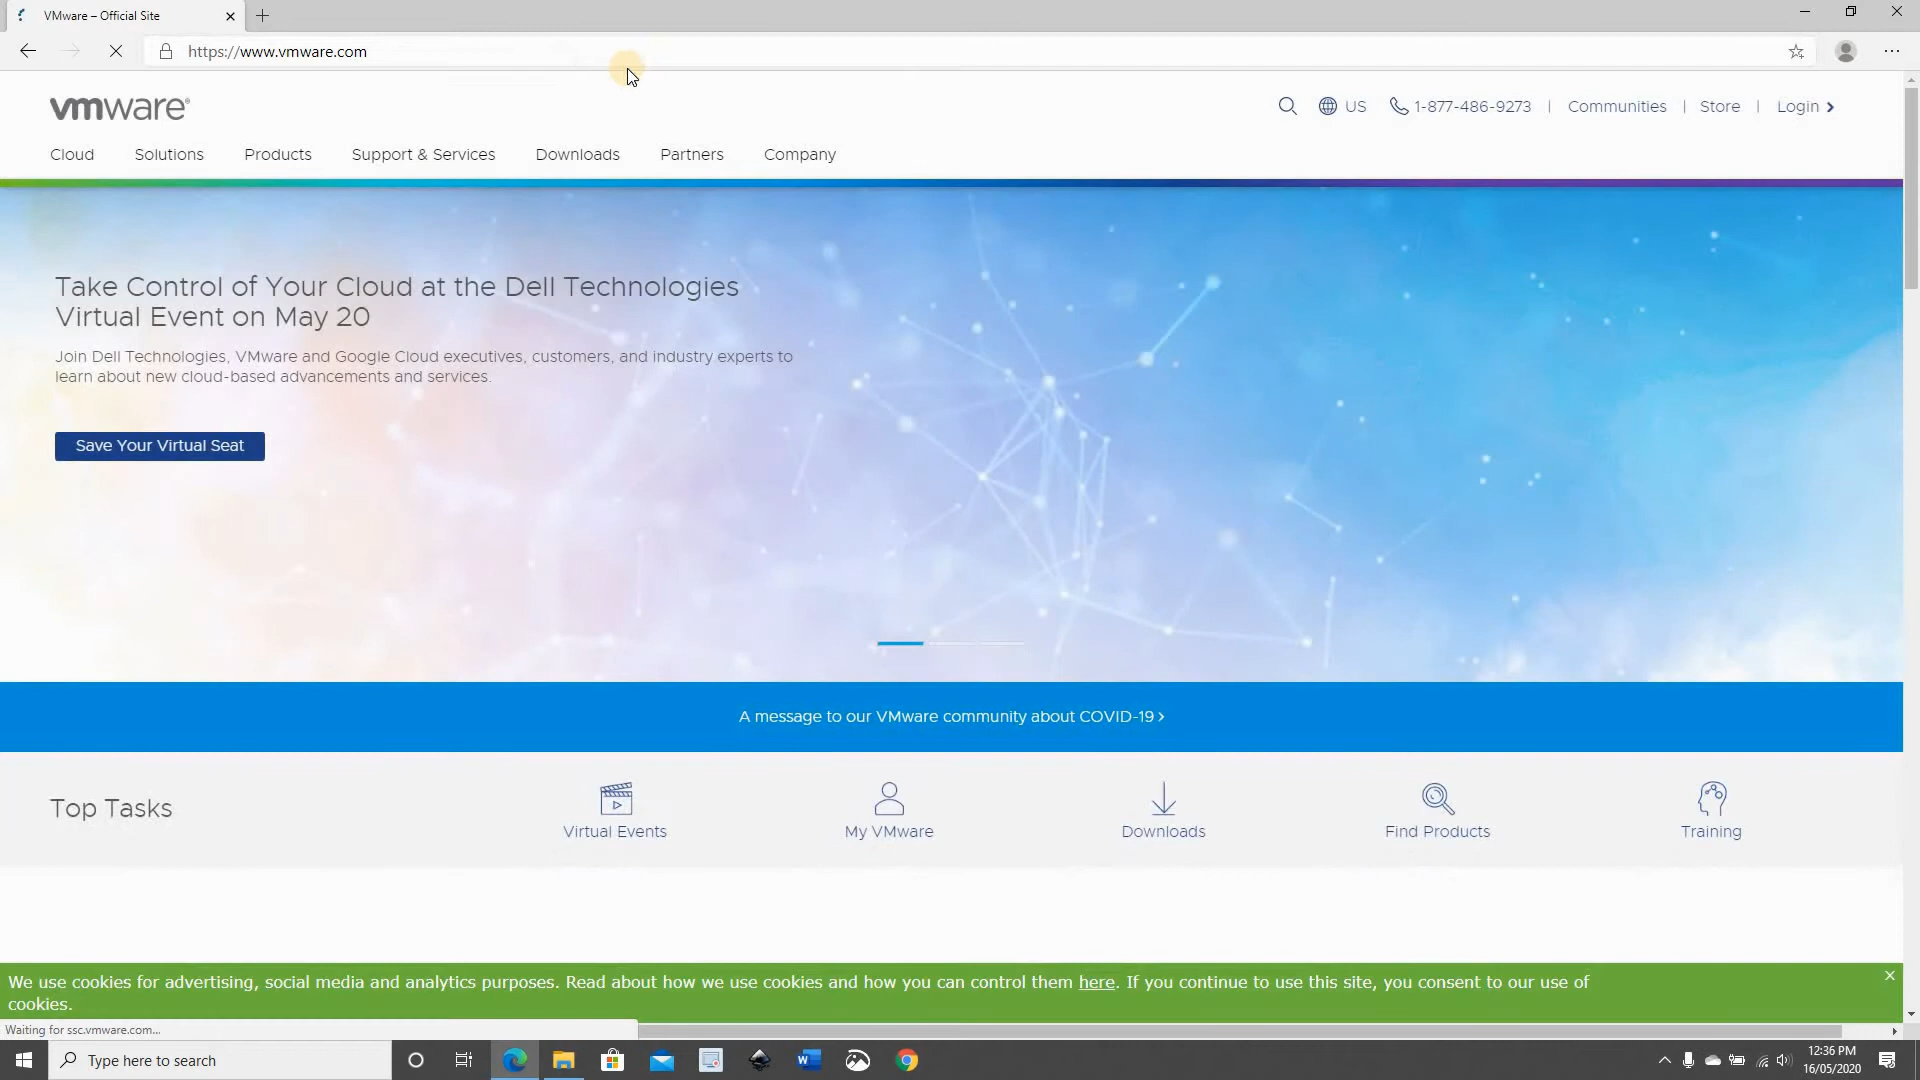 VMware – Official Site
https://www.vmware.com
vmware®
US
1-877-486-9273 | Communities | Store | Login
Cloud Solutions Products Support & Services Downloads Partners Company
Take Control of Your Cloud at the Dell Technologies
Virtual Event on May 20
Join Dell Technologies, VMware and Google Cloud executives, customers, and industry experts to
learn about new cloud-based advancements and services.
Save Your Virtual Seat
A message to our VMware community about COVID-19
Top Tasks
Virtual Events
My VMware
Downloads
Find Products
Training
We use cookies for advertising, social media and analytics purposes. Read about how we use cookies and how you can control them here. If you continue to use this site, you consent to our use of
cookies.
Waiting for ssc.vmware.com...
Type here to search
12:36 PM
16/05/2020